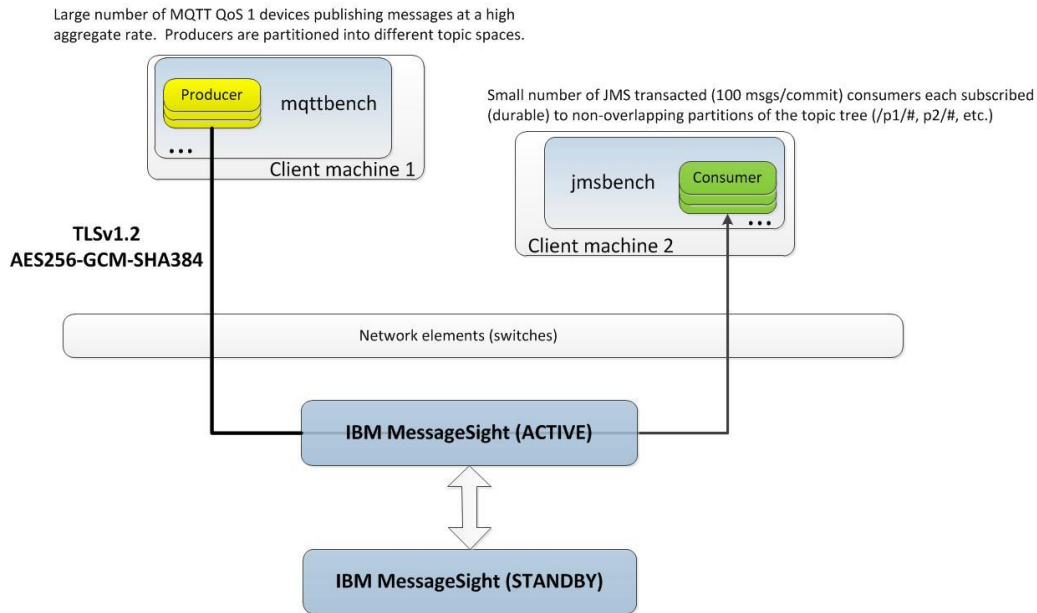 Large number of MQTT QoS 1 devices publishing messages at a high
aggregate rate.  Producers are partitioned into different topic spaces.
Producer
mqttbench
...
Client machine 1
Small number of JMS transacted (100 msgs/commit) consumers each subscribed
(durable) to non-overlapping partitions of the topic tree (/p1/#, p2/#, etc.)
jmsbench
Consumer
...
Client machine 2
TLSv1.2
AES256-GCM-SHA384
Network elements (switches)
IBM MessageSight (ACTIVE)
IBM MessageSight (STANDBY)